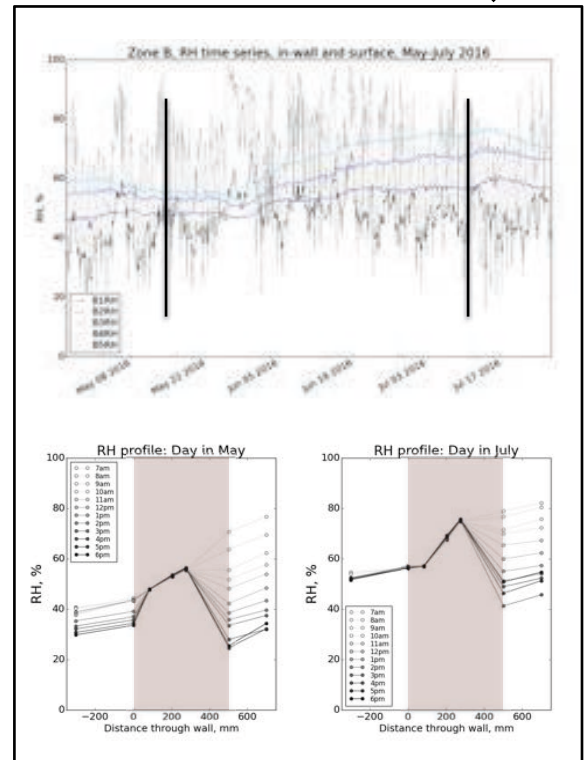 Zone B, RH time series, in-wall and surface, May-July 2016
100
80
60
40
20
0
RH, %
B1RH
B2RH
B3RH
B4RH
B5RH
May 08 2016
May 22 2016
Jun 05 2016
Jun 19 2016
Jul 03 2016
Jul 17 2016
RH profile: Day in May
100
80
60
40
20
0
RH, %
7am
8am
9am
10am
11am
12pm
1pm
2pm
3pm
4pm
5pm
6pm
−200 0 200 400 600
Distance through wall, mm
RH profile: Day in July
100
80
60
40
20
0
RH, %
7am
8am
9am
10am
11am
12pm
1pm
2pm
3pm
4pm
5pm
6pm
−200 0 200 400 600
Distance through wall, mm